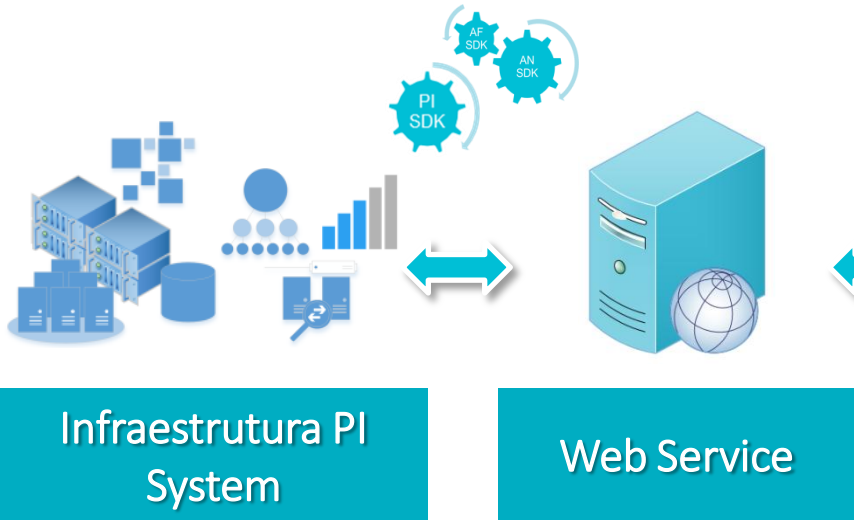 AF
SDK
AN
SDK
PI
SDK
Infraestrutura PI
System
Web Service